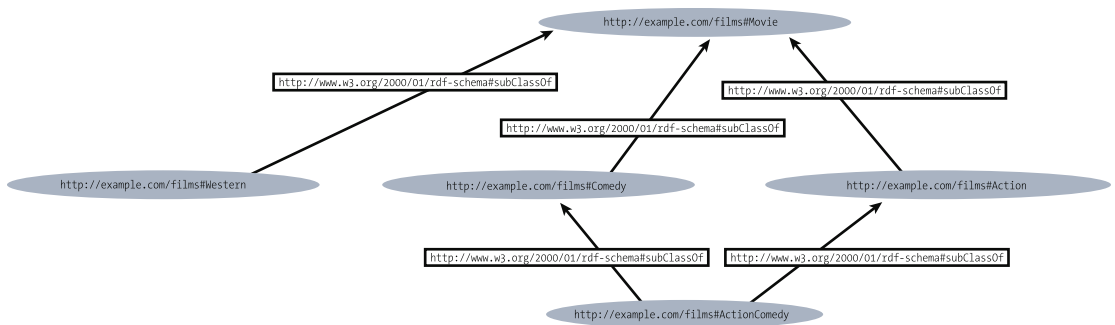 http://example.com/films#Movie
http://www.w3.org/2000/01/rdf-schema#subClassOf
http://www.w3.org/2000/01/rdf-schema#subClassOf
http://www.w3.org/2000/01/rdf-schema#subClassOf
http://example.com/films#Western
http://example.com/films#Comedy
http://example.com/films#Action
http://www.w3.org/2000/01/rdf-schema#subClassOf
http://www.w3.org/2000/01/rdf-schema#subClassOf
http://example.com/films#ActionComedy